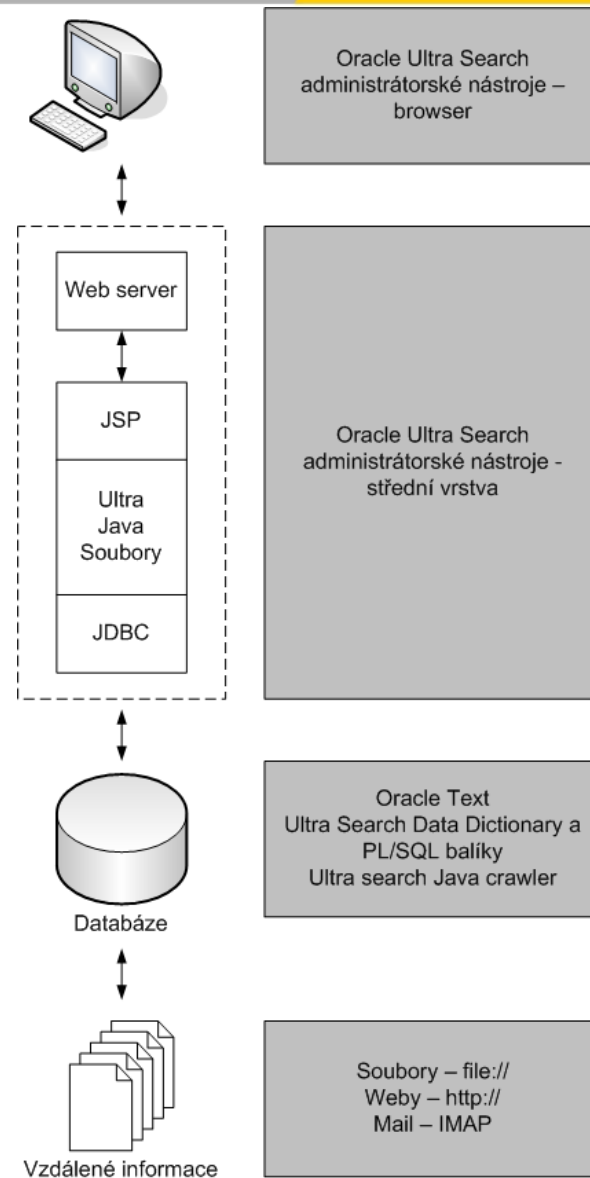 Oracle Ultra Search
administrátorské nástroje –
browser
Web server
JSP
Ultra
Java
Soubory
JDBC
Oracle Ultra Search
administrátorské nástroje -
střední vrstva
Databáze
Oracle Text
Ultra Search Data Dictionary a
PL/SQL balíky
Ultra search Java crawler
Vzdálené informace
Soubory – file://
Weby – http://
Mail – IMAP